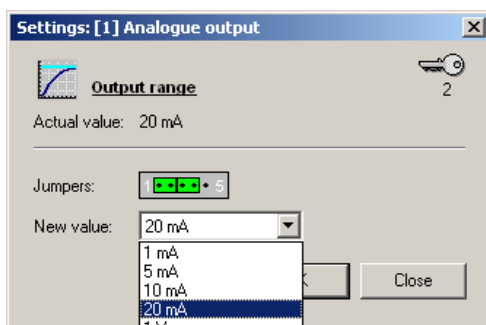 Settings: [1] Analogue output
Output range
2
Actual value: 20 mA
Jumpers: 1 5
New value: 20 mA
1 mA
5 mA
10 mA
20 mA
Close